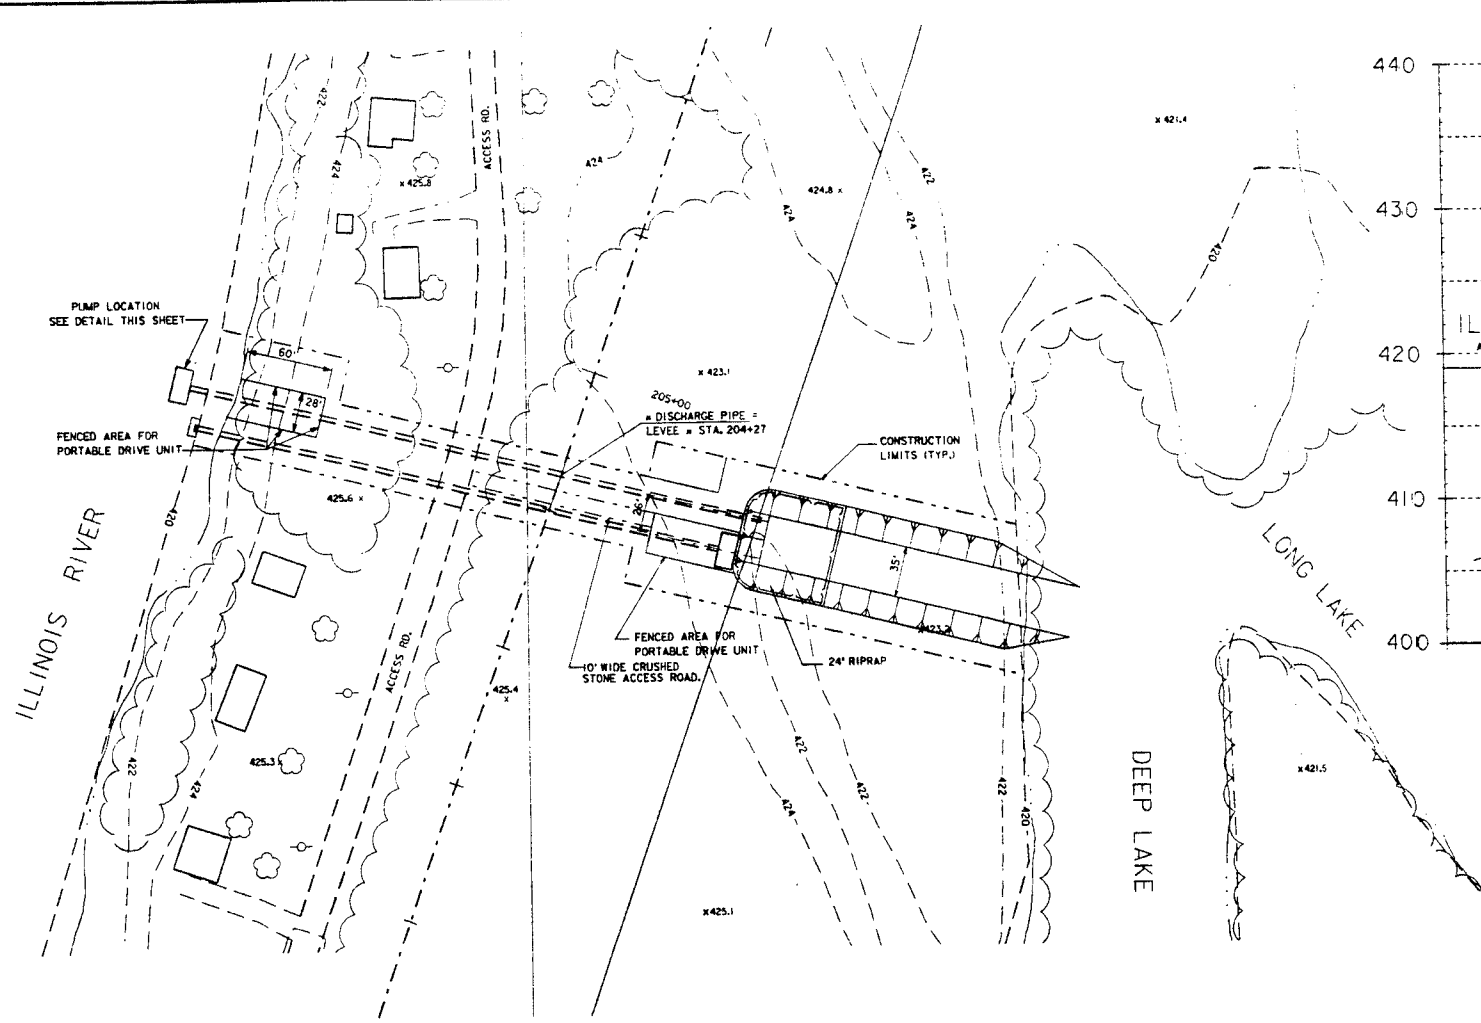 440
422
ACCESS RD.
x 421.4
424
424
x 425.8
422
424.8 x
424
424
430
420
PUMP LOCATION
SEE DETAIL THIS SHEET
60'
IL
420
x 423.1
205+00
28'
DISCHARGE PIPE =
LEVEE STA. 204+27
FENCED AREA FOR
PORTABLE DRIVE UNIT
CONSTRUCTION
LIMITS (TYP.)
425.6 x
26'
410
420
35'
LONG LAKE
ILLINOIS RIVER
ACCESS RD.
FENCED AREA FOR
PORTABLE DRIVE UNIT
x423.2
400
10' WIDE CRUSHED
STONE ACCESS ROAD.
24" RIPRAP
425.4
x
425.3 x
422
424
422
422
424
422
420
x 421.5
DEEP LAKE
x 425.1